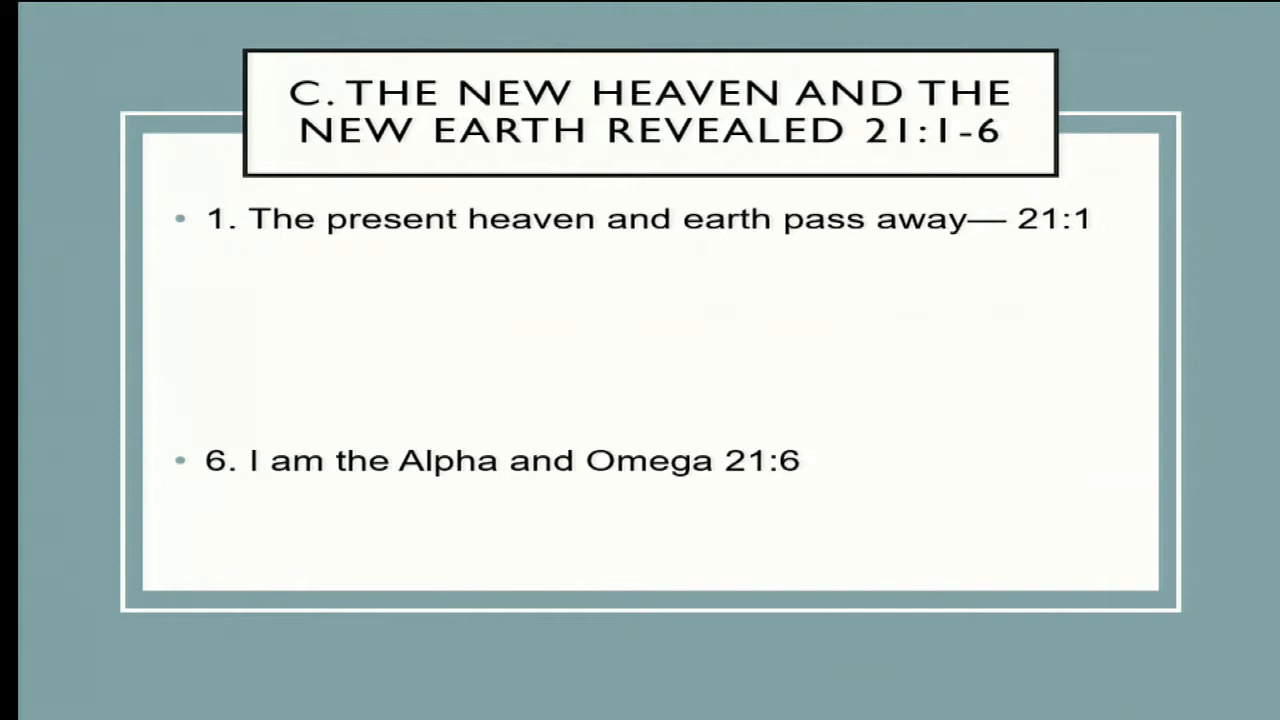 C. THE NEW HEAVEN AND THE
NEW EARTH REVEALED 21:1-6
• 1. The present heaven and earth pass away— 21:1
• 6. I am the Alpha and Omega 21:6